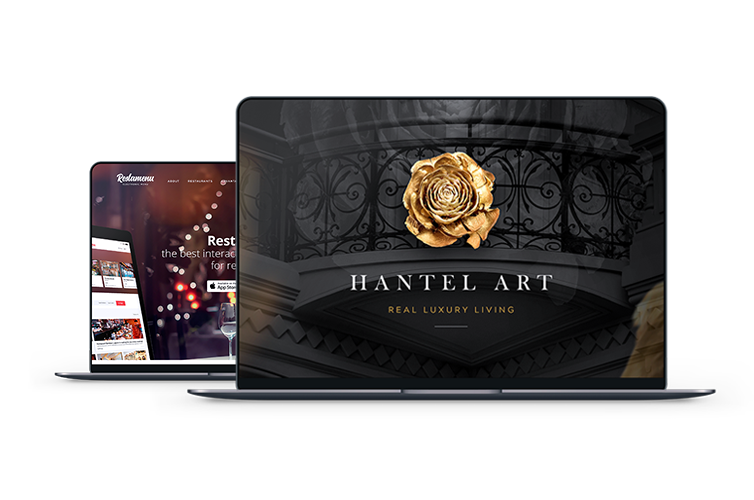 Restamenu
ELECTRONIC MENU
ABOUT
RESTAURANTS
Rest
the best interac
for re
App Store
HANTEL ART
REAL LUXURY LIVING